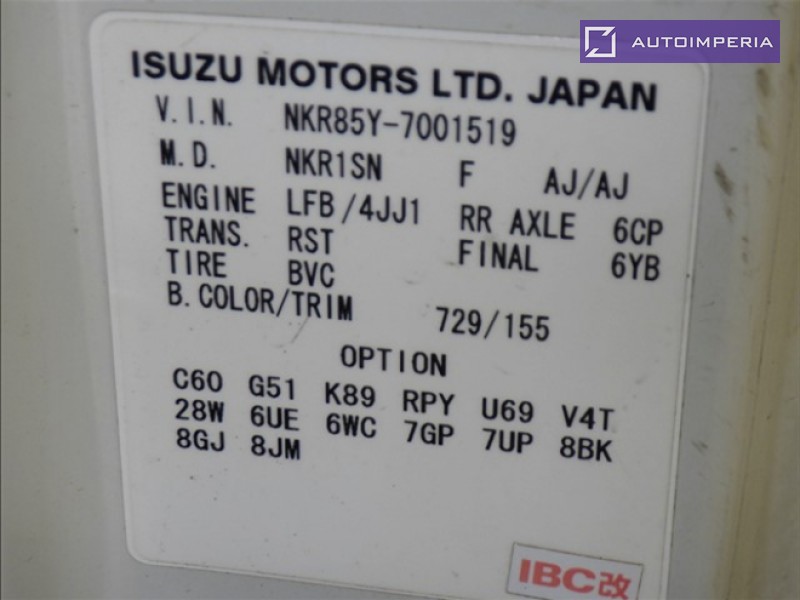 AUTOIMPERIA
ISUZU MOTORS LTD. JAPAN
V.I.N. NKR85Y-7001519
M.D. NKR1SN F AJ/AJ
ENGINE LFB/4JJ1 RR AXLE 6CP
TRANS. RST FINAL 6YB
TIRE BVC
B.COLOR/TRIM 729/155
OPTION
C60 G51 K89 RPY U69 V4T
28W 6UE 6WC 7GP 7UP 8BK
8GJ 8JM
IBC改